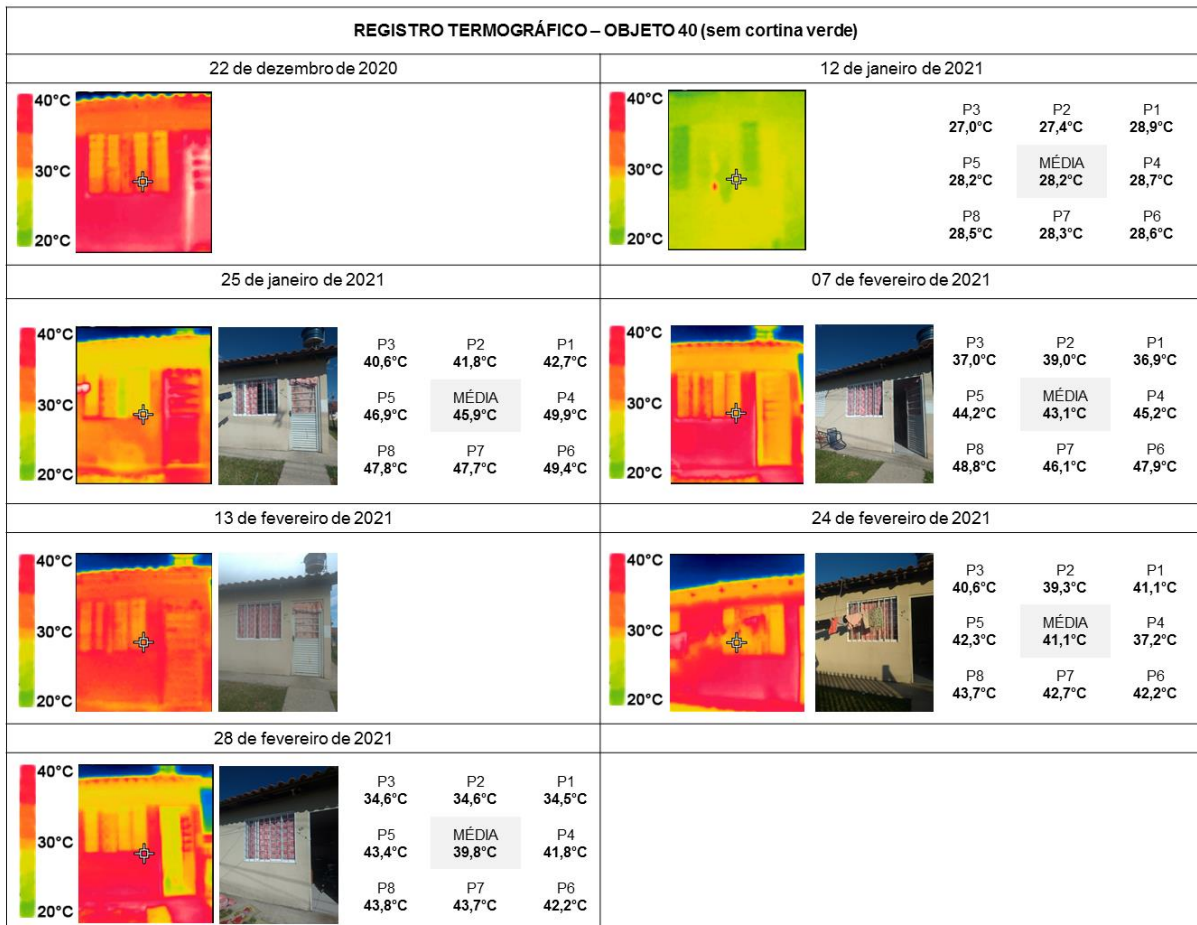 REGISTRO TERMOGRÁFICO – OBJETO 40 (sem cortina verde)
22 de dezembro de 2020
40°C
30°C
20°C
12 de janeiro de 2021
40°C
30°C
20°C
P3 P2 P1
27,0°C 27,4°C 28,9°C
P5 MÉDIA P4
28,2°C 28,2°C 28,7°C
P8 P7 P6
28,5°C 28,3°C 28,6°C
25 de janeiro de 2021
40°C
30°C
20°C
P3 P2 P1
40,6°C 41,8°C 42,7°C
P5 MÉDIA P4
46,9°C 45,9°C 49,9°C
P8 P7 P6
47,8°C 47,7°C 49,4°C
07 de fevereiro de 2021
40°C
30°C
20°C
P3 P2 P1
37,0°C 39,0°C 36,9°C
P5 MÉDIA P4
44,2°C 43,1°C 45,2°C
P8 P7 P6
48,8°C 46,1°C 47,9°C
13 de fevereiro de 2021
40°C
30°C
20°C
24 de fevereiro de 2021
40°C
30°C
20°C
P3 P2 P1
40,6°C 39,3°C 41,1°C
P5 MÉDIA P4
42,3°C 41,1°C 37,2°C
P8 P7 P6
43,7°C 42,7°C 42,2°C
28 de fevereiro de 2021
40°C
30°C
20°C
P3 P2 P1
34,6°C 34,6°C 34,5°C
P5 MÉDIA P4
43,4°C 39,8°C 41,8°C
P8 P7 P6
43,8°C 43,7°C 42,2°C